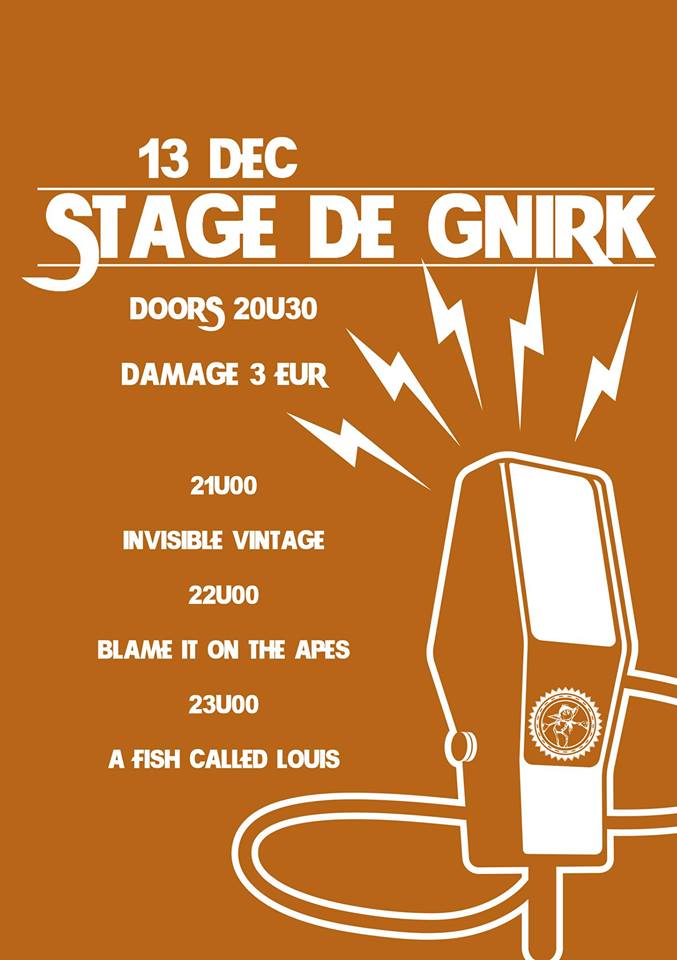 13 DEC
STAGE DE GNIRK
DOORS 20U30
DAMAGE 3 EUR
21U00
INVISIBLE VINTAGE
22U00
BLAME IT ON THE APES
23U00
A FISH CALLED LOUIS